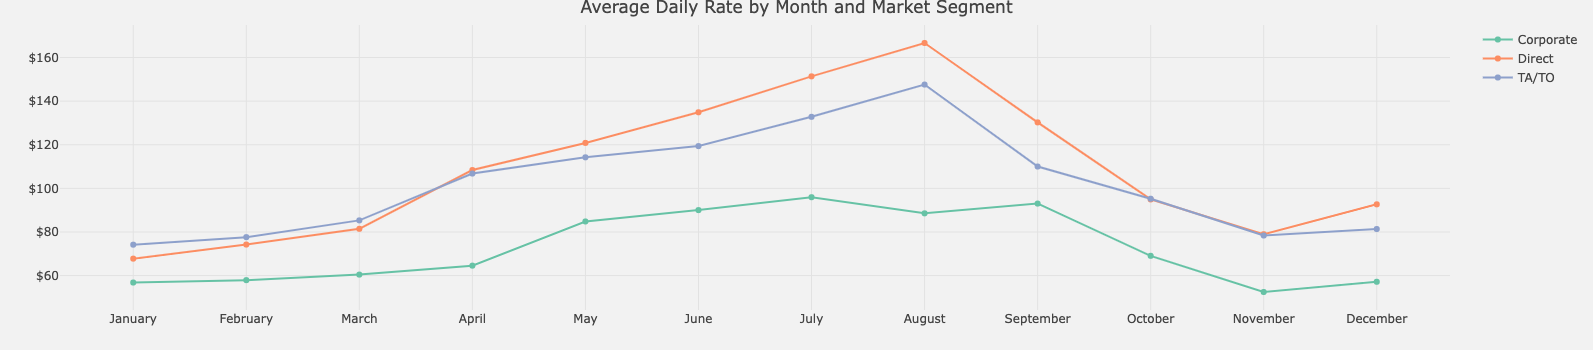 Average Daily Rate by Month and Market Segment
Corporate
Direct
TA/TO
$160
$140
$120
$100
$80
$60
January February March April May June July August September October November December